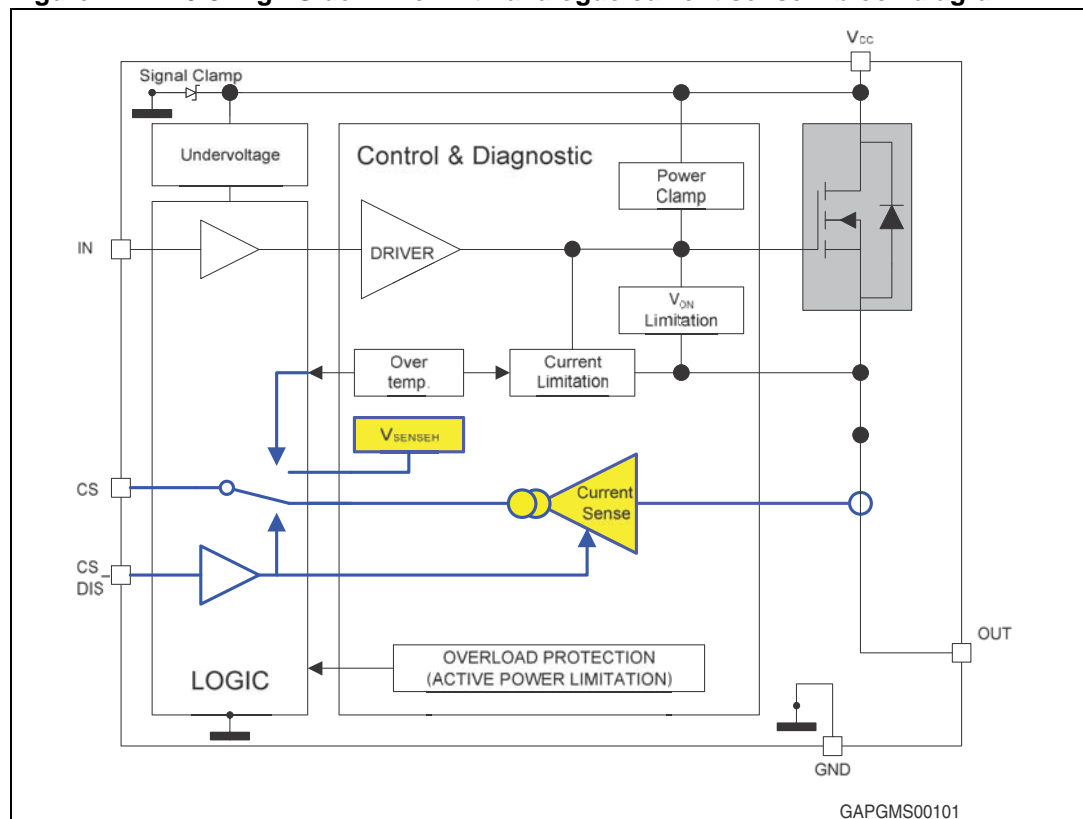 VCC
Signal Clamp
Undervoltage
Control & Diagnostic
Power
Clamp
IN
DRIVER
VON
Limitation
Over
temp.
Current
Limitation
VSENSEH
CS
Current
Sense
CS_
DIS
OUT
OVERLOAD PROTECTION
(ACTIVE POWER LIMITATION)
LOGIC
GND
GAPGMS00101